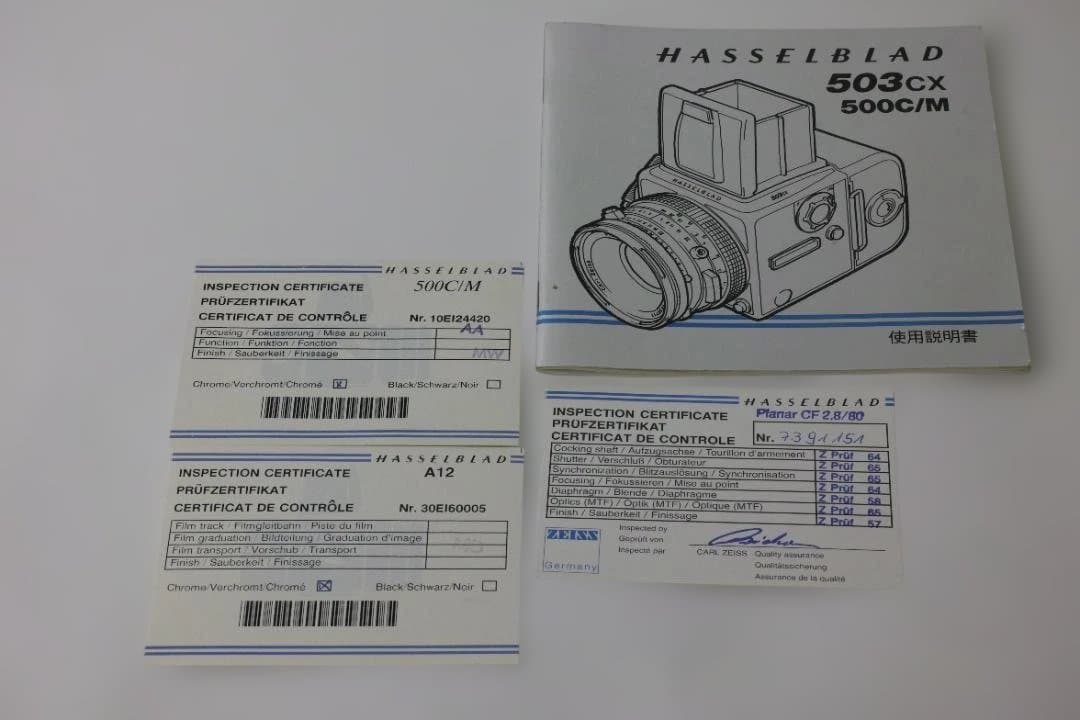 HASSELBLAD
503CX
500C/M
HASSELBLAD
503CX
使用説明書
HASSELBLAD
500C/M
INSPECTION CERTIFICATE
PRÜFZERTIFIKAT
CERTIFICAT DE CONTRÔLE Nr. 10EI24420
Focusing / Fokussierung / Mise au point AA
Function / Funktion / Fonction
Finish / Sauberkeit / Finissage MW
Chrome/Verchromt/Chromé X Black/Schwarz/Noir
HASSELBLAD
A12
INSPECTION CERTIFICATE
PRÜFZERTIFIKAT
CERTIFICAT DE CONTRÔLE Nr. 30EI60005
Film track / Filmgleitbahn / Piste du film
Film graduation / Bildteilung / Graduation d'image
Film transport / Vorschub / Transport
Finish / Sauberkeit / Finissage
Chrome/Verchromt/Chromé X Black/Schwarz/Noir
HASSELBLAD
Planar CF 2,8/80
INSPECTION CERTIFICATE
PRÜFZERTIFIKAT
CERTIFICAT DE CONTROLE Nr. 7391151
Cocking shaft / Aufzugsachse / Tourillon d'armement Z Prüf 64
Shutter / Verschluß / Obturateur Z Prüf 65
Synchronization / Blitzauslösung / Synchronisation Z Prüf 65
Focusing / Fokussieren / Mise au point Z Prüf 64
Diaphragm / Blende / Diaphragme Z Prüf 58
Optics (MTF) / Optik (MTF) / Optique (MTF) Z Prüf 65
Finish / Sauberkeit / Finissage Z Prüf 57
ZEISS
Germany
Inspected by
Geprüft von
Inspecté par
CARL ZEISS Quality assurance
Qualitätssicherung
Assurance de la qualité